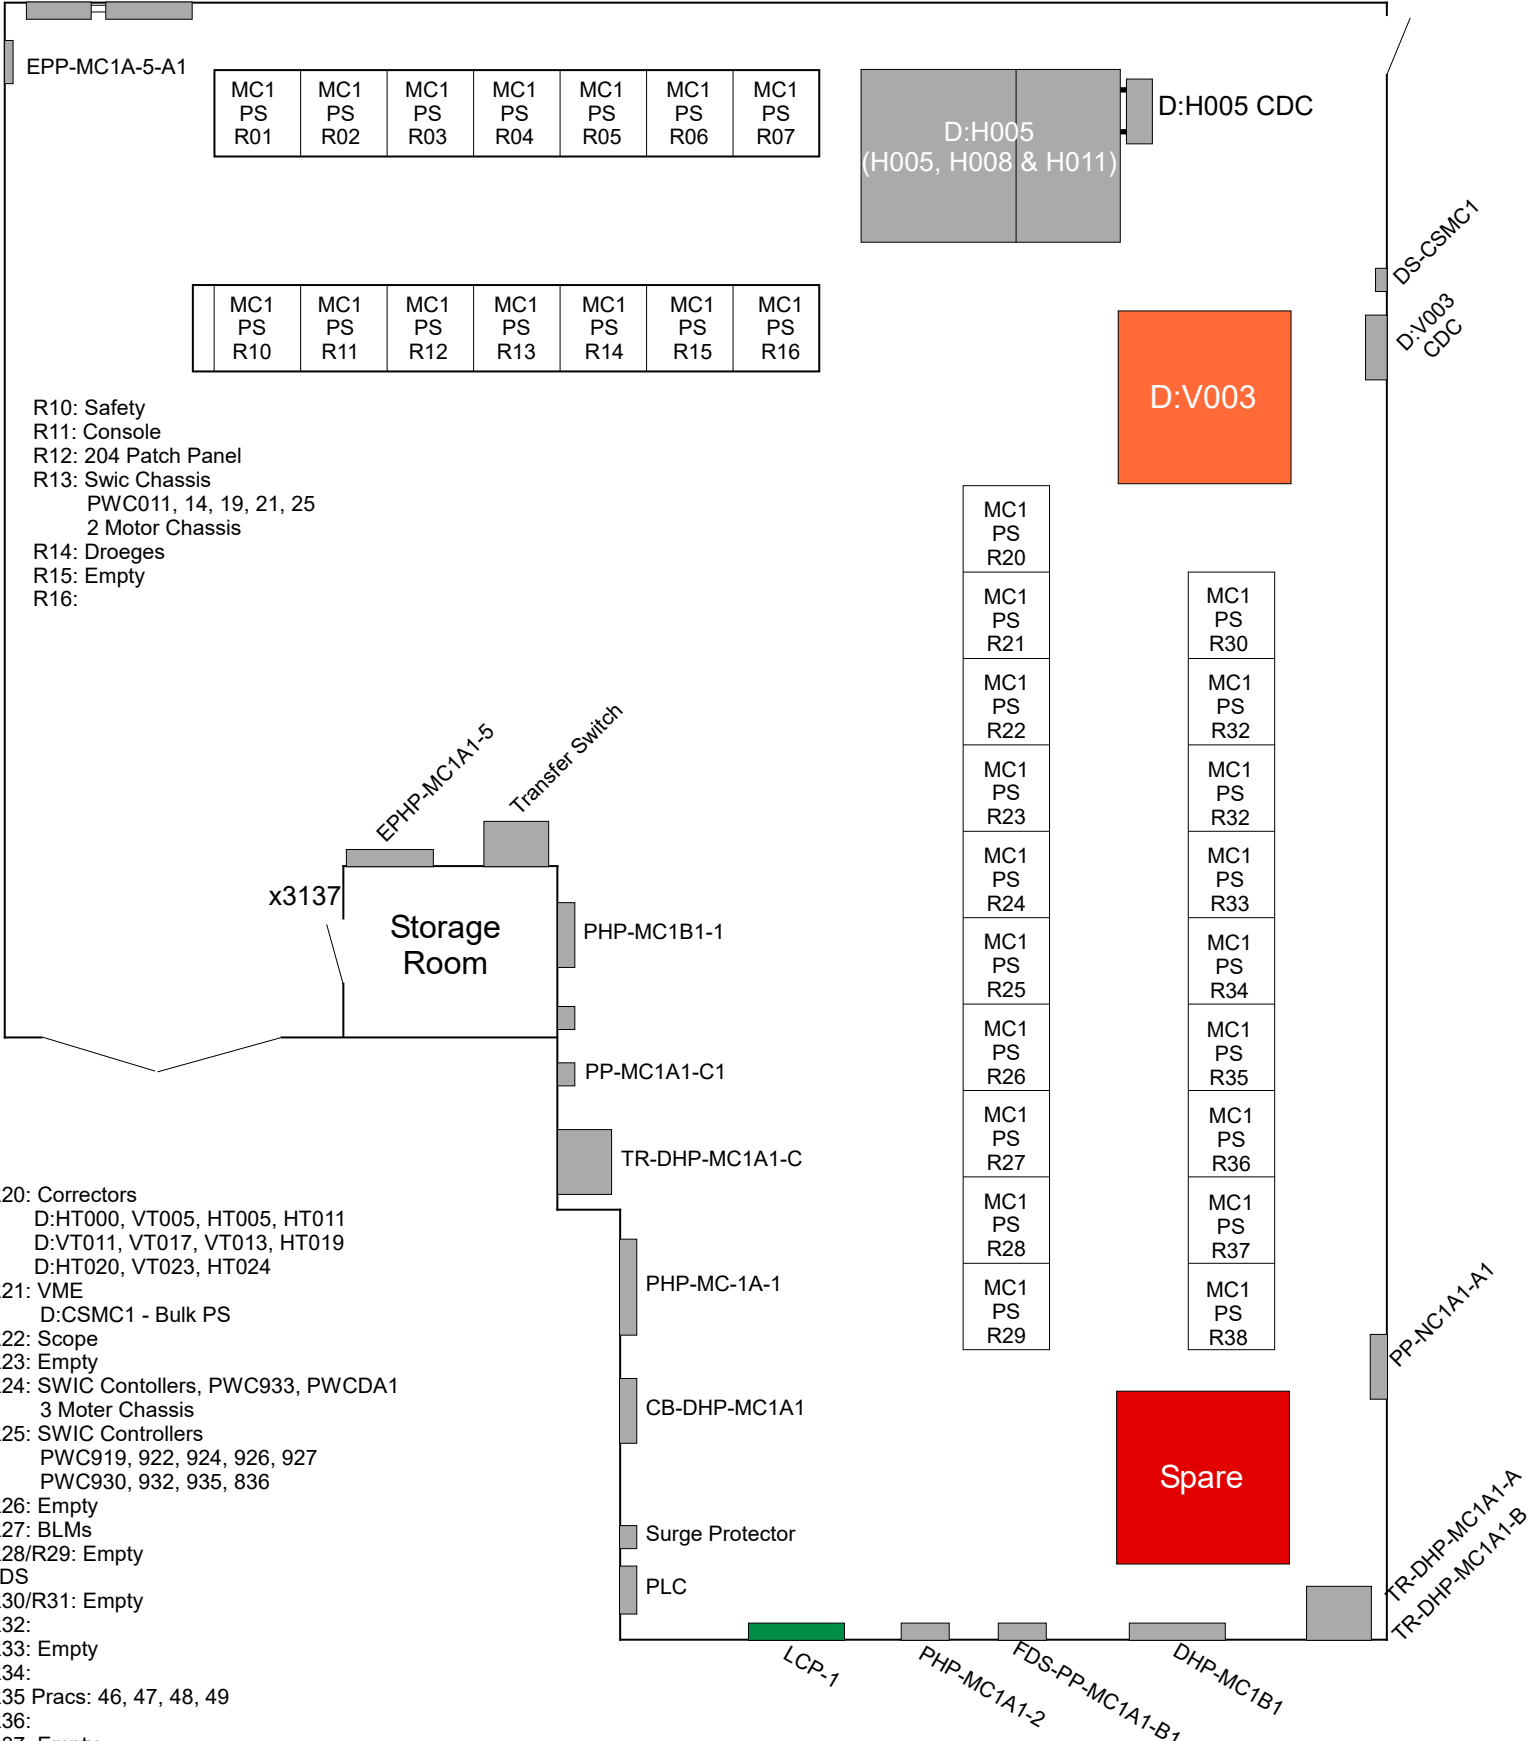 EPP-MC1A-5-A1
MC1
PS
R01
MC1
PS
R02
MC1
PS
R03
MC1
PS
R04
MC1
PS
R05
MC1
PS
R06
MC1
PS
R07
D:H005
(H005, H008 & H011)
D:H005 CDC
DS-CSMC1
D:V003
CDC
MC1
PS
R10
MC1
PS
R11
MC1
PS
R12
MC1
PS
R13
MC1
PS
R14
MC1
PS
R15
MC1
PS
R16
D:V003
R10: Safety
R11: Console
R12: 204 Patch Panel
R13: Swic Chassis
PWC011, 14, 19, 21, 25
2 Motor Chassis
R14: Droeges
R15: Empty
R16:
MC1
PS
R20
MC1
PS
R21
MC1
PS
R22
MC1
PS
R23
MC1
PS
R24
MC1
PS
R25
MC1
PS
R26
MC1
PS
R27
MC1
PS
R28
MC1
PS
R29
MC1
PS
R30
MC1
PS
R32
MC1
PS
R32
MC1
PS
R33
MC1
PS
R34
MC1
PS
R35
MC1
PS
R36
MC1
PS
R37
MC1
PS
R38
EPHP-MC1A1-5
Transfer Switch
x3137
Storage
Room
PHP-MC1B1-1
PP-MC1A1-C1
TR-DHP-MC1A1-C
PHP-MC-1A-1
CB-DHP-MC1A1
Surge Protector
PLC
20: Correctors
D:HT000, VT005, HT005, HT011
D:VT011, VT017, VT013, HT019
D:HT020, VT023, HT024
21: VME
D:CSMC1 - Bulk PS
22: Scope
23: Empty
24: SWIC Contollers, PWC933, PWCDA1
3 Moter Chassis
25: SWIC Controllers
PWC919, 922, 924, 926, 927
PWC930, 932, 935, 836
26: Empty
27: BLMs
28/R29: Empty
DS
30/R31: Empty
32:
33: Empty
34:
35 Pracs: 46, 47, 48, 49
36:
PP-NC1A1-A1
Spare
TR-DHP-MC1A1-A
TR-DHP-MC1A1-B
LCP-1
PHP-MC1A1-2
FDS-PP-MC1A1-B1
DHP-MC1B1